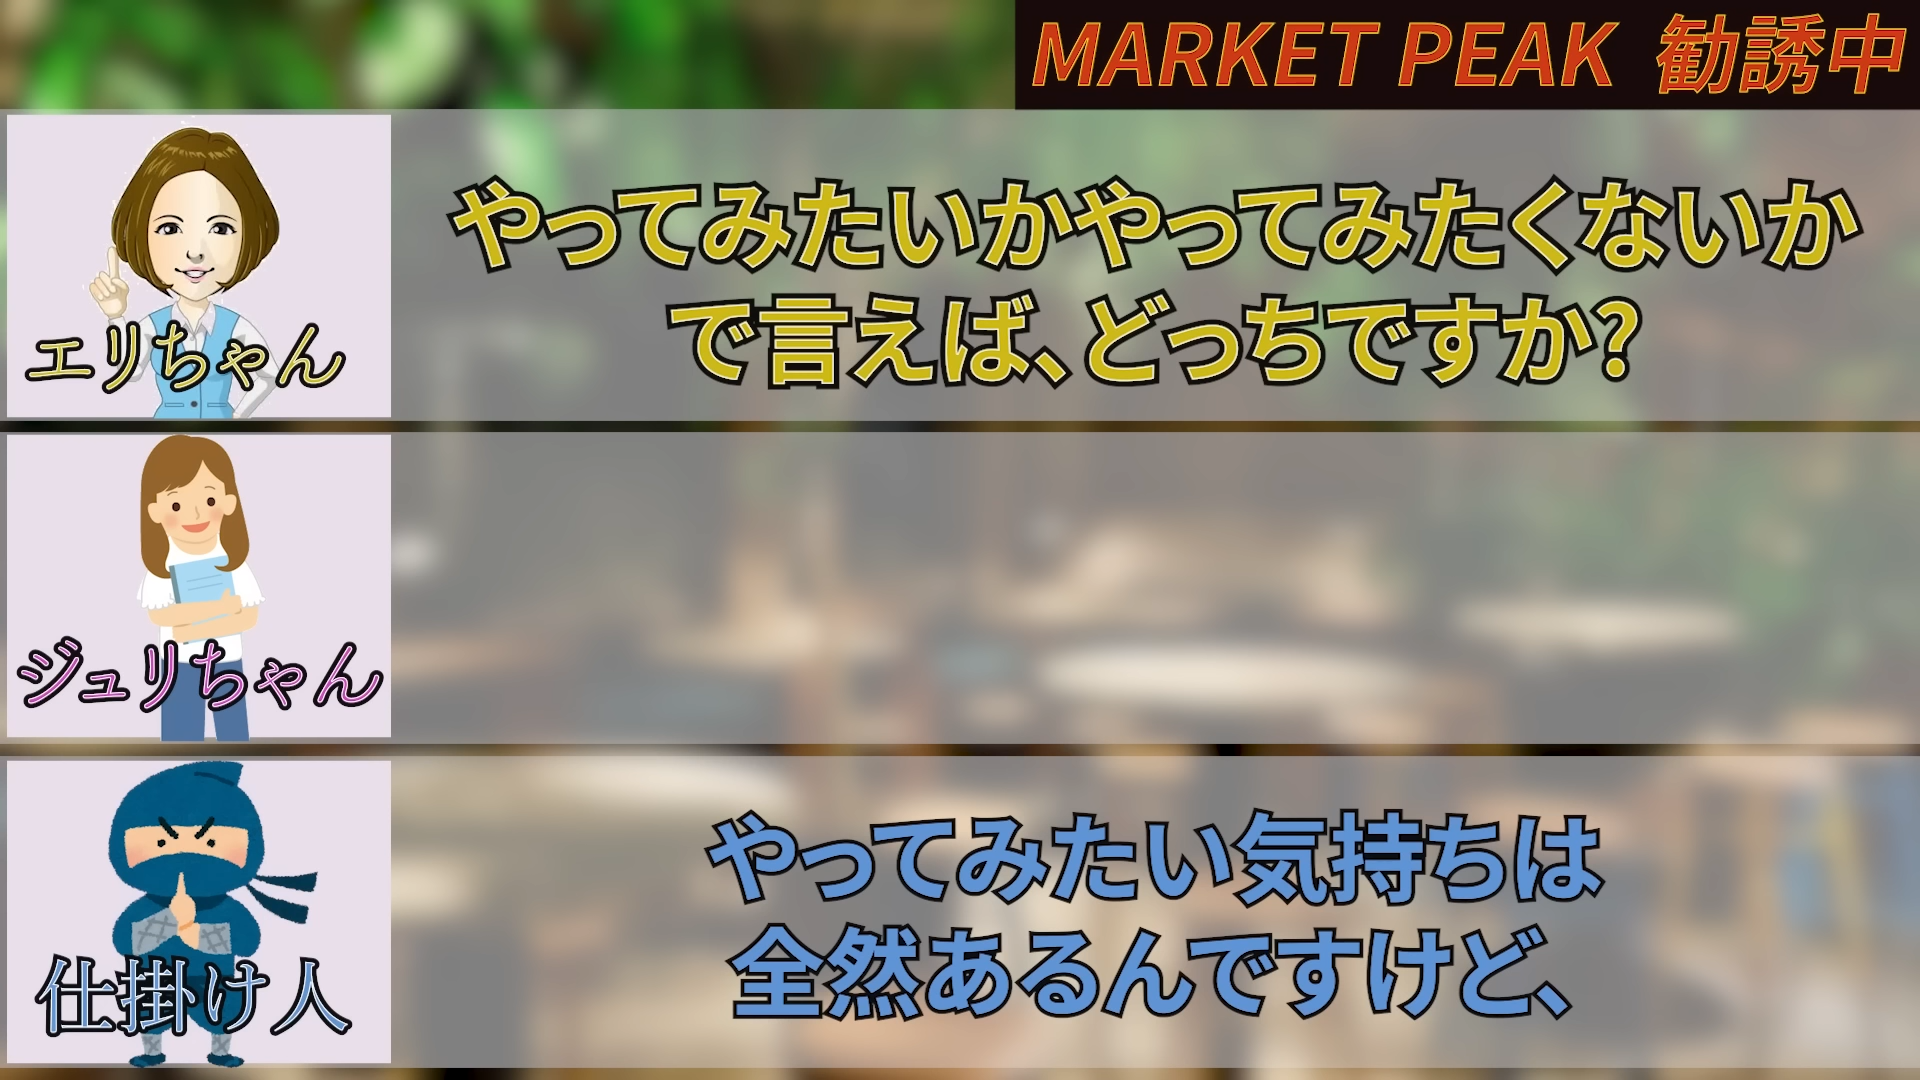 MARKET PEAK 勧誘中
やってみたいかやってみたくないか
で言えば、どっちですか?
エリちゃん
ジュリちゃん
やってみたい気持ちは
全然あるんですけど、
仕掛け人